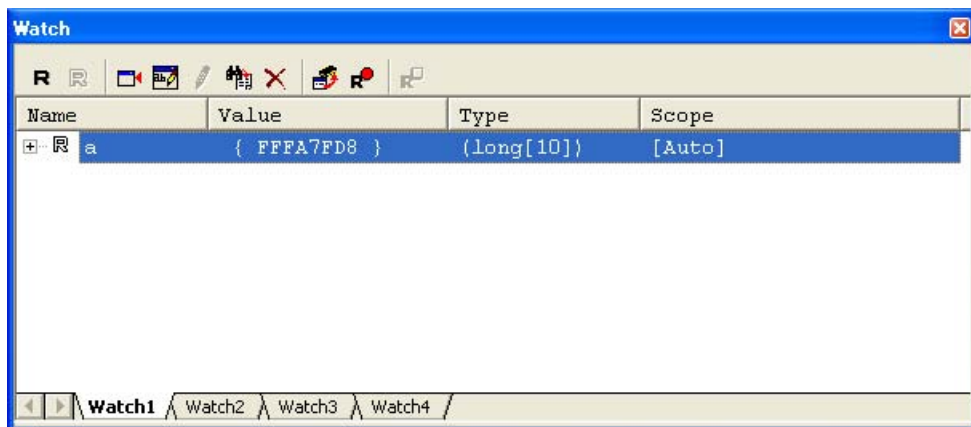 Watch
R R R R
Name Value Type Scope
R a { FFFA7FD8 } (long[10]) [Auto]
Watch1 Watch2 Watch3 Watch4